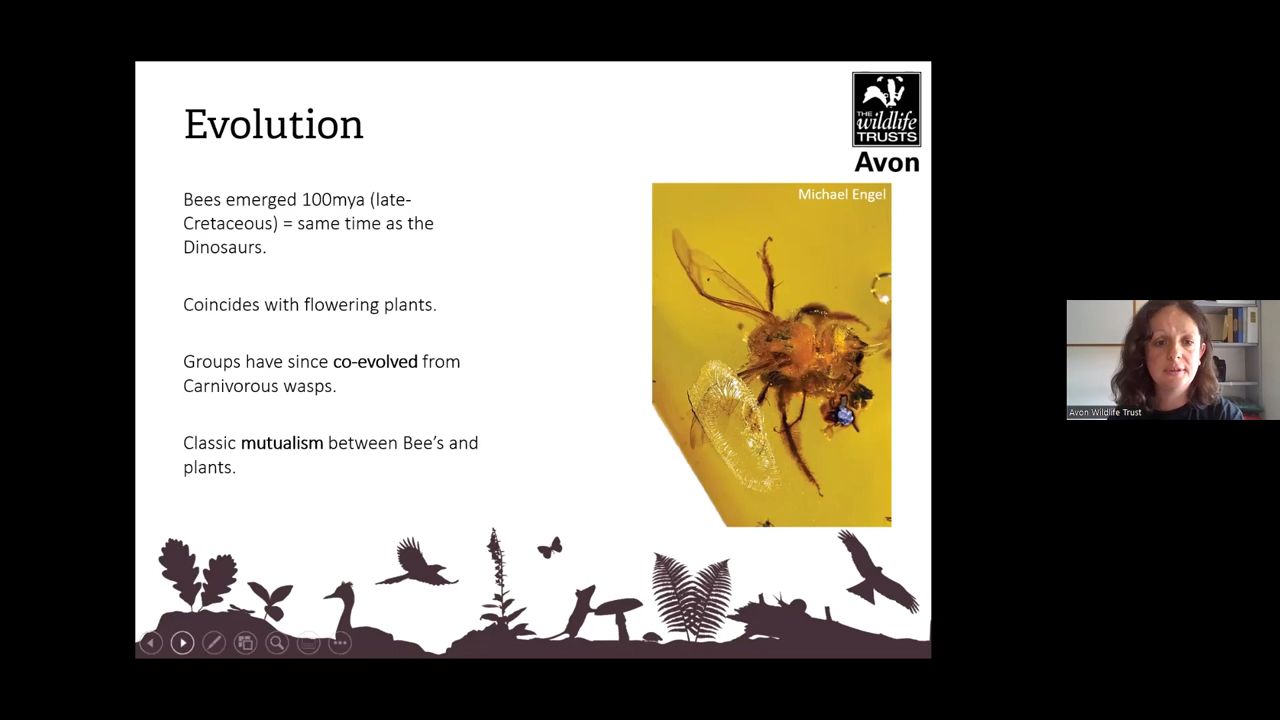 Evolution
THE
wildlife
TRUSTS
Avon
Bees emerged 100mya (late-
Cretaceous) = same time as the
Dinosaurs.
Coincides with flowering plants.
Groups have since co-evolved from
Carnivorous wasps.
Classic mutualism between Bee's and
plants.
Michael Engel
Avon Wildlife Trust